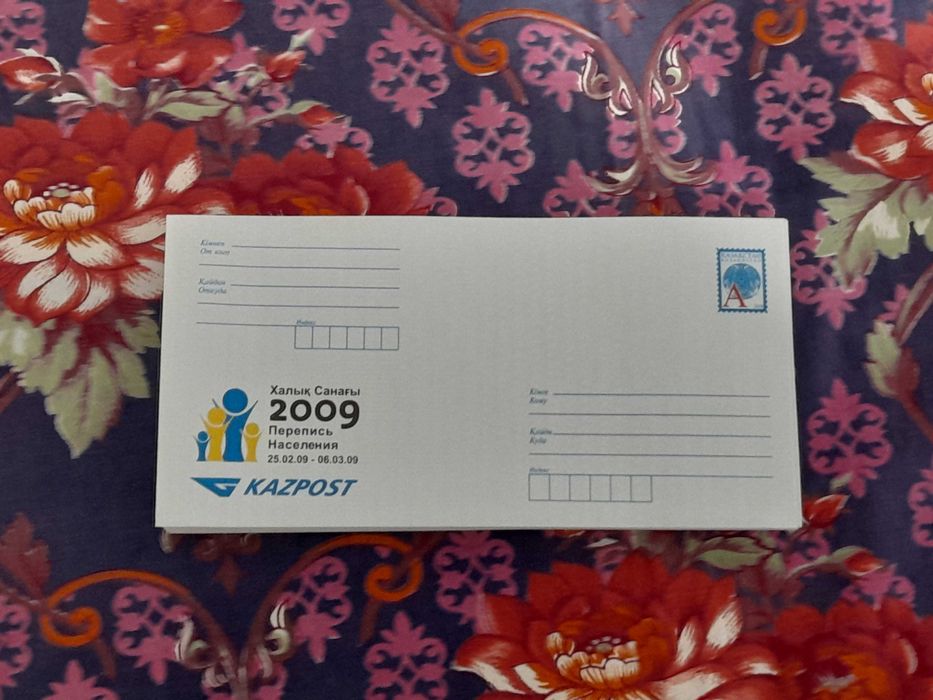 Кімнен
От кого
Қайдан
Откуда
Индекс
ҚАЗАҚСТАН
A
Халық Санағы
2009
Перепись
Населения
25.02.09 - 06.03.09
KAZPOST
Кімге
Кому
Қайда
Куда
Индекс